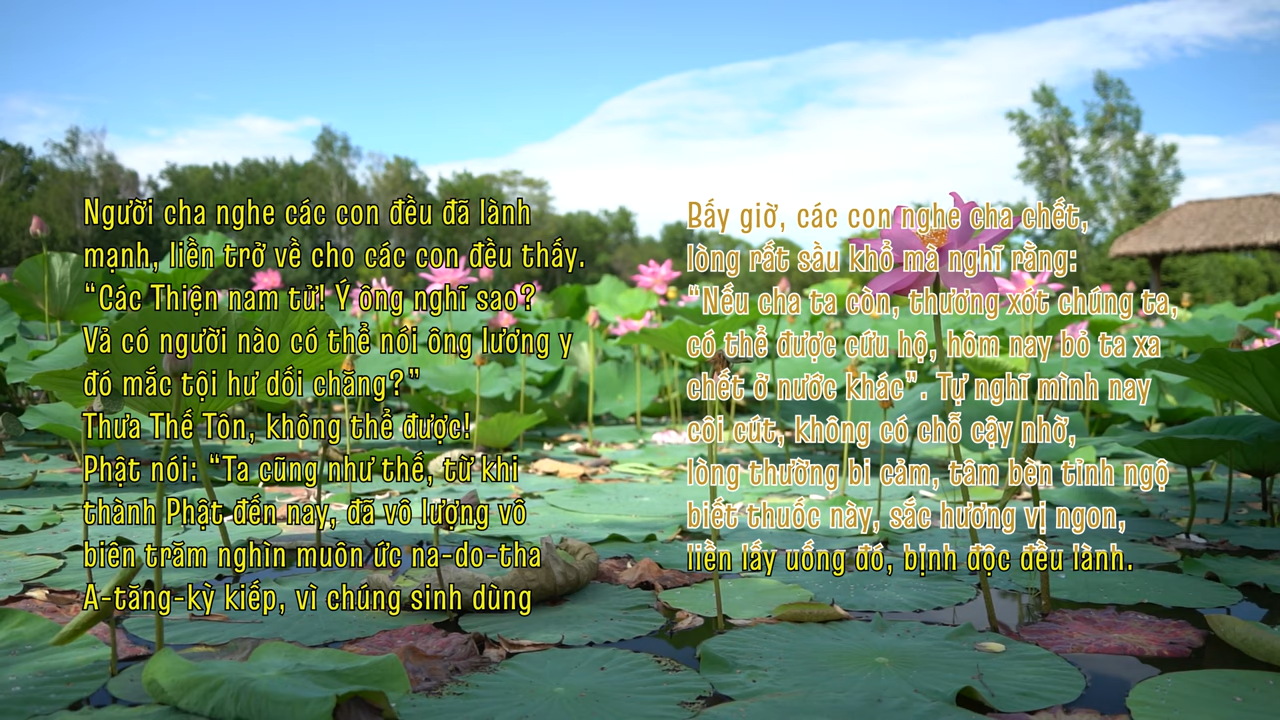 Người cha nghe các con đều đã lành
mạnh, liền trở về cho các con đều thấy.
“Các Thiện nam tử! Ý ông nghĩ sao?
Vả có người nào có thể nói ông lương y
đó mắc tội hư dối chăng?”
Thưa Thế Tôn, không thể được!
Phật nói: “Ta cũng như thế, từ khi
thành Phật đến nay, đã vô lượng vô
biên trăm nghìn muôn ức na-do-tha
A-tăng-kỳ kiếp, vì chúng sinh dùng
Bấy giờ, các con nghe cha chết,
lòng rất sầu khổ mà nghĩ rằng:
“Nếu cha ta còn, thương xót chúng ta,
có thể được cứu hộ, hôm nay bỏ ta xa
chết ở nước khác”. Tự nghĩ mình nay
côi cút, không có chỗ cậy nhờ,
lòng thường bi cảm, tâm bèn tỉnh ngộ
biết thuốc này, sắc hương vị ngon,
liền lấy uống đó, bịnh độc đều lành.